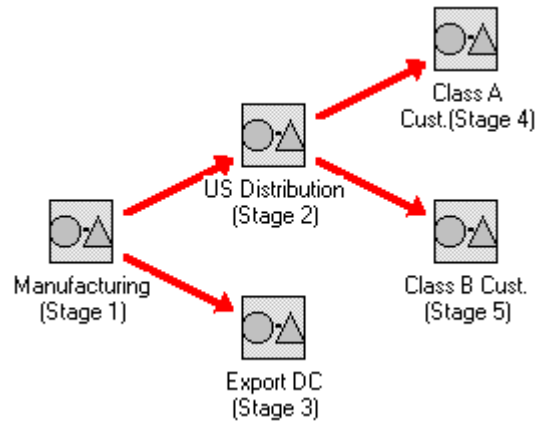 Class A
Cust.(Stage 4)
US Distribution
(Stage 2)
Manufacturing
(Stage 1)
Class B Cust.
(Stage 5)
Export DC
(Stage 3)